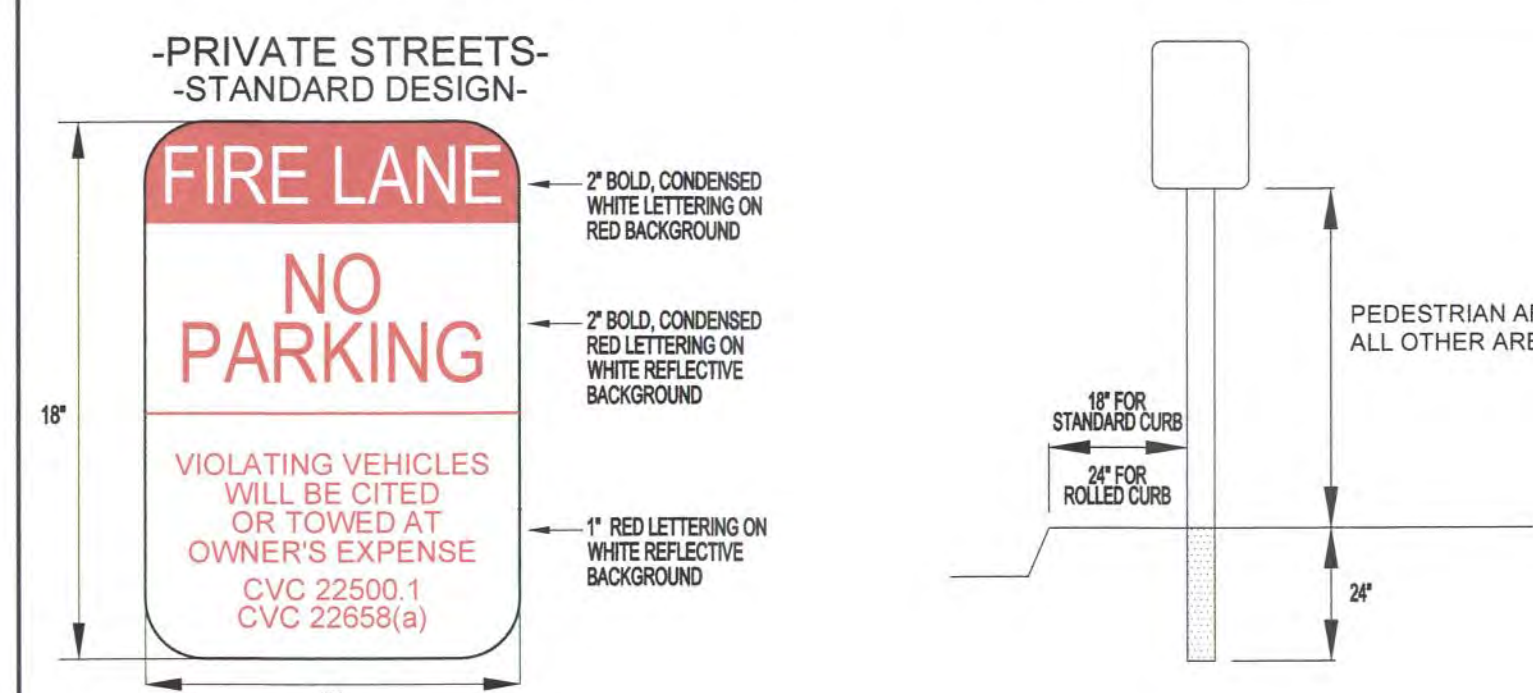 -PRIVATE STREETS-
-STANDARD DESIGN-
FIRE LANE
NO
PARKING
VIOLATING VEHICLES
WILL BE CITED
OR TOWED AT
OWNER'S EXPENSE
CVC 22500.1
CVC 22658(a)
18"
2" BOLD, CONDENSED
WHITE LETTERING ON
RED BACKGROUND
2" BOLD, CONDENSED
RED LETTERING ON
WHITE REFLECTIVE
BACKGROUND
1" RED LETTERING ON
WHITE REFLECTIVE
BACKGROUND
18" FOR
STANDARD CURB
24" FOR
ROLLED CURB
PEDESTRIAN
ALL OTHER
24"